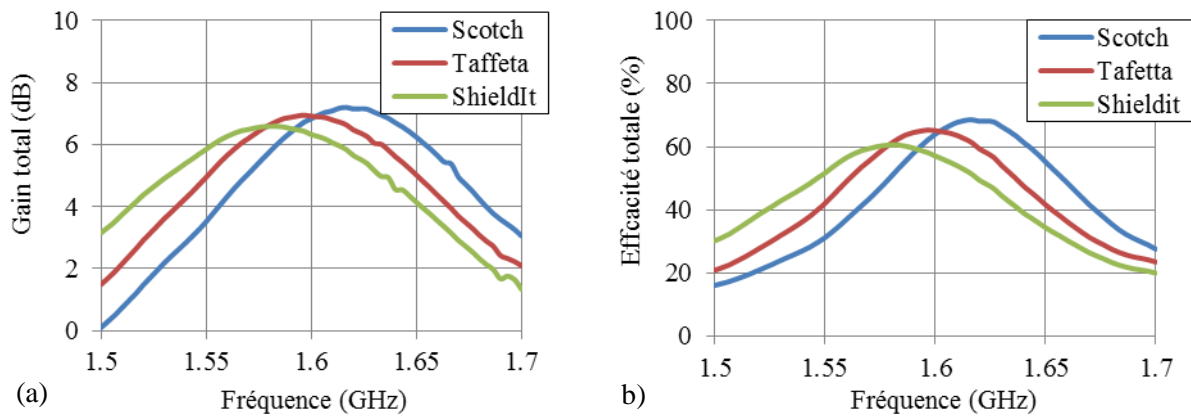 Gain total (dB)
10
8
6
4
2
0
1.5
1.55
1.6
1.65
1.7
Fréquence (GHz)
Scotch
Taffeta
ShieldIt
(a)
Effcacité totale (%)
100
80
60
40
20
0
1.5
1.55
1.6
1.65
1.7
Fréquence (GHz)
Scotch
Tafetta
Shieldit
b)